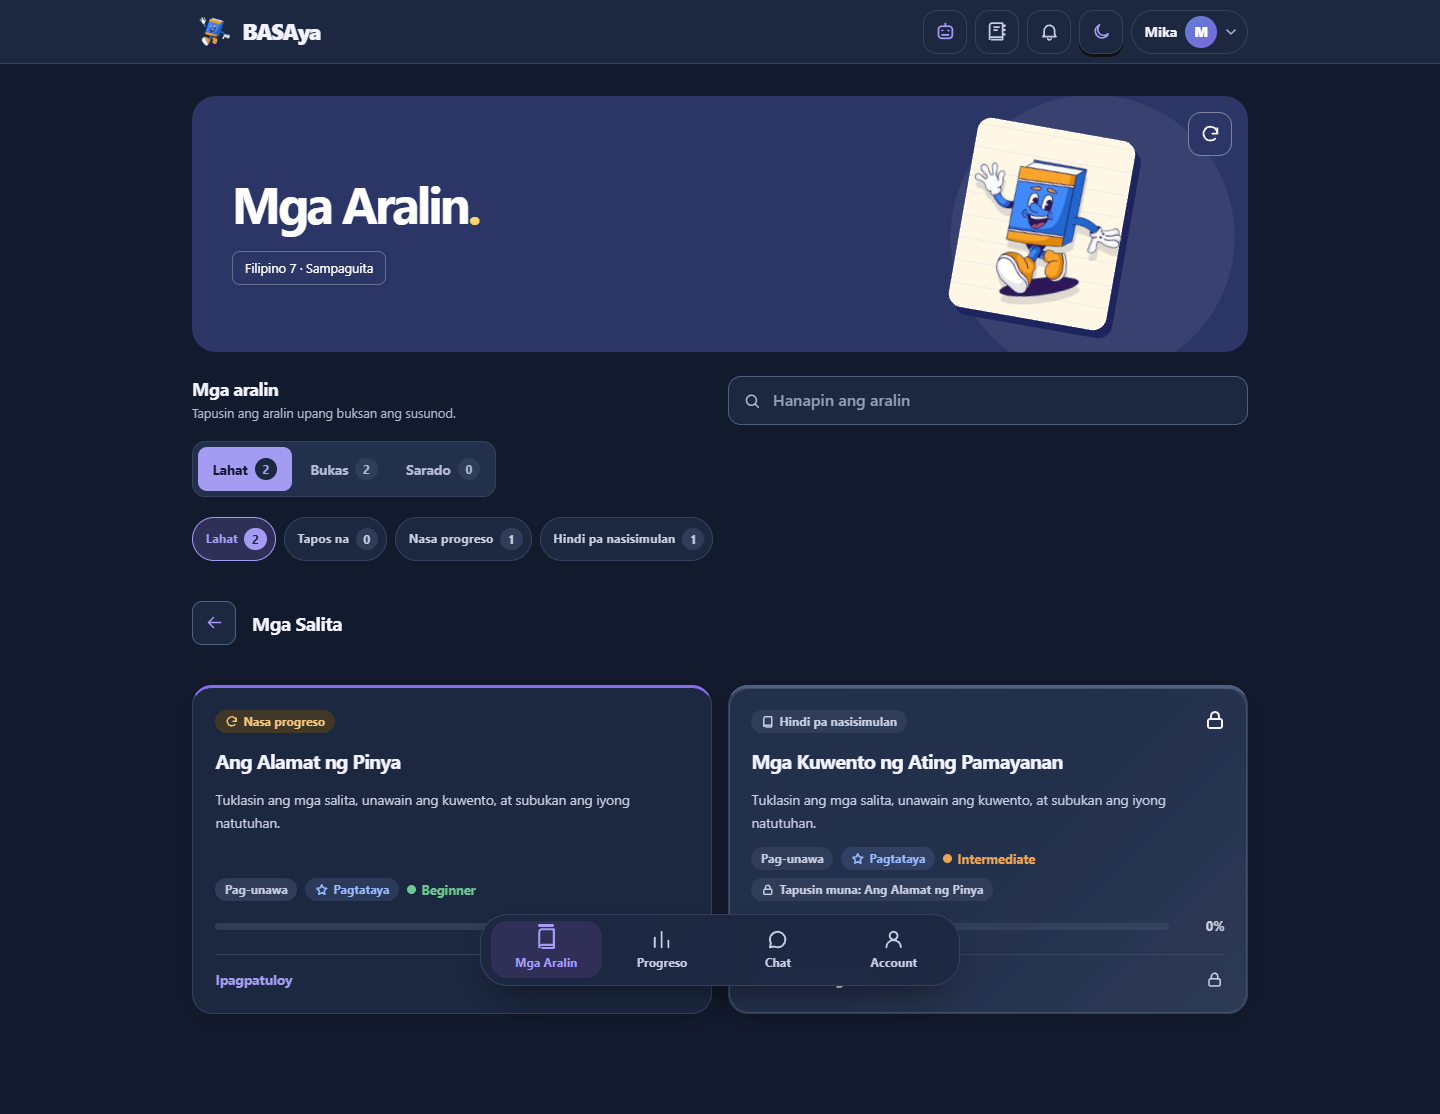 BASAya
Mika M
Mga Aralin.
Filipino 7 · Sampaguita
Mga aralin
Tapusin ang aralin upang buksan ang susunod.
Hanapin ang aralin
Lahat 2 Bukas 2 Sarado 0
Lahat 2 Tapos na 0 Nasa progreso 1 Hindi pa nasisimulan 1
Mga Salita
Nasa progreso
Ang Alamat ng Pinya
Tuklasin ang mga salita, unawain ang kuwento, at subukan ang iyong
natutuhan.
Pag-unawa Pagtataya Beginner
Ipagpatuloy
Hindi pa nasisimulan
Mga Kuwento ng Ating Pamayanan
Tuklasin ang mga salita, unawain ang kuwento, at subukan ang iyong
natutuhan.
Pag-unawa Pagtataya Intermediate
Tapusin muna: Ang Alamat ng Pinya
0%
Mga Aralin Progreso Chat Account